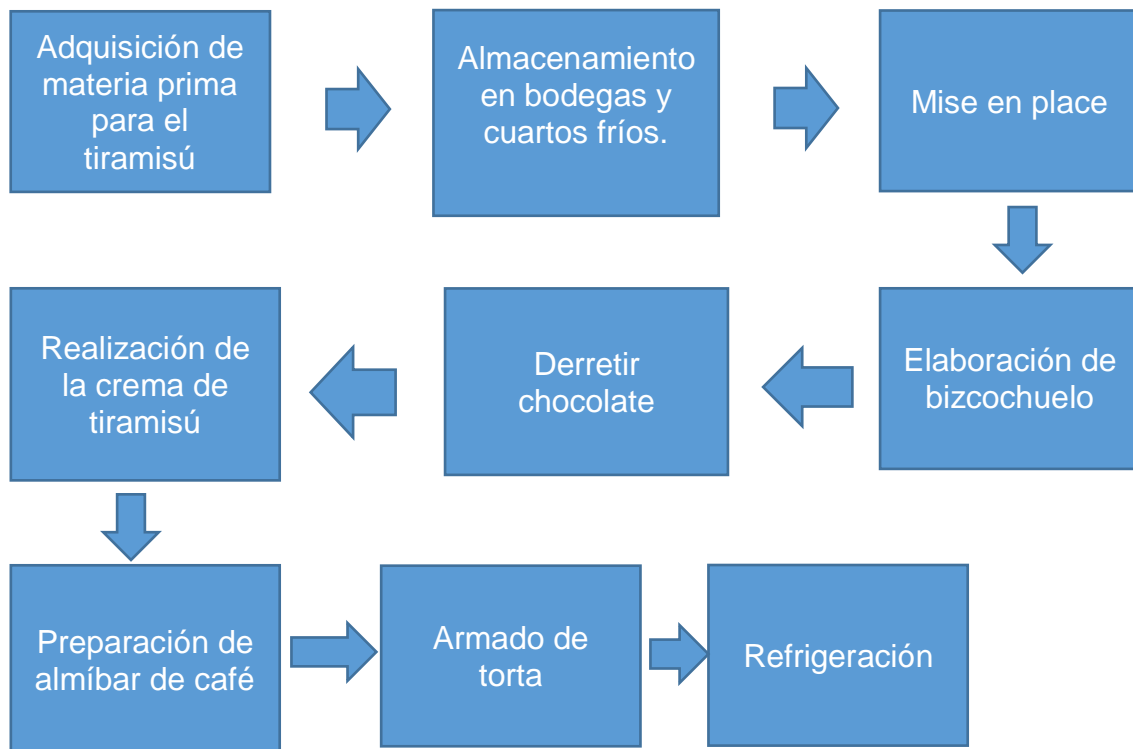 Adquisición de
materia prima
para el
tiramisú
Almacenamiento
en bodegas y
cuartos fríos.
Mise en place
Elaboración de
bizcochuelo
Derretir
chocolate
Realización de
la crema de
tiramisú
Preparación de
almíbar de café
Armado de
torta
Refrigeración